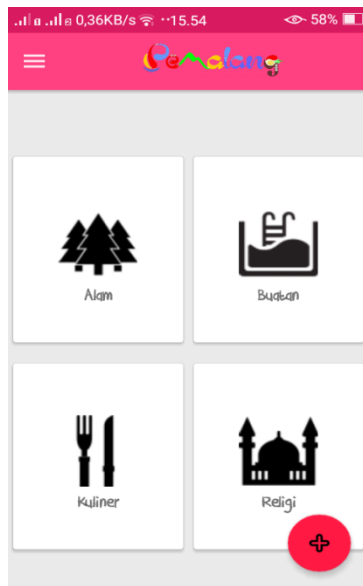 0,36KB/s ··15.54 58%
Pemalang
Alam Buatan
Kuliner Religi